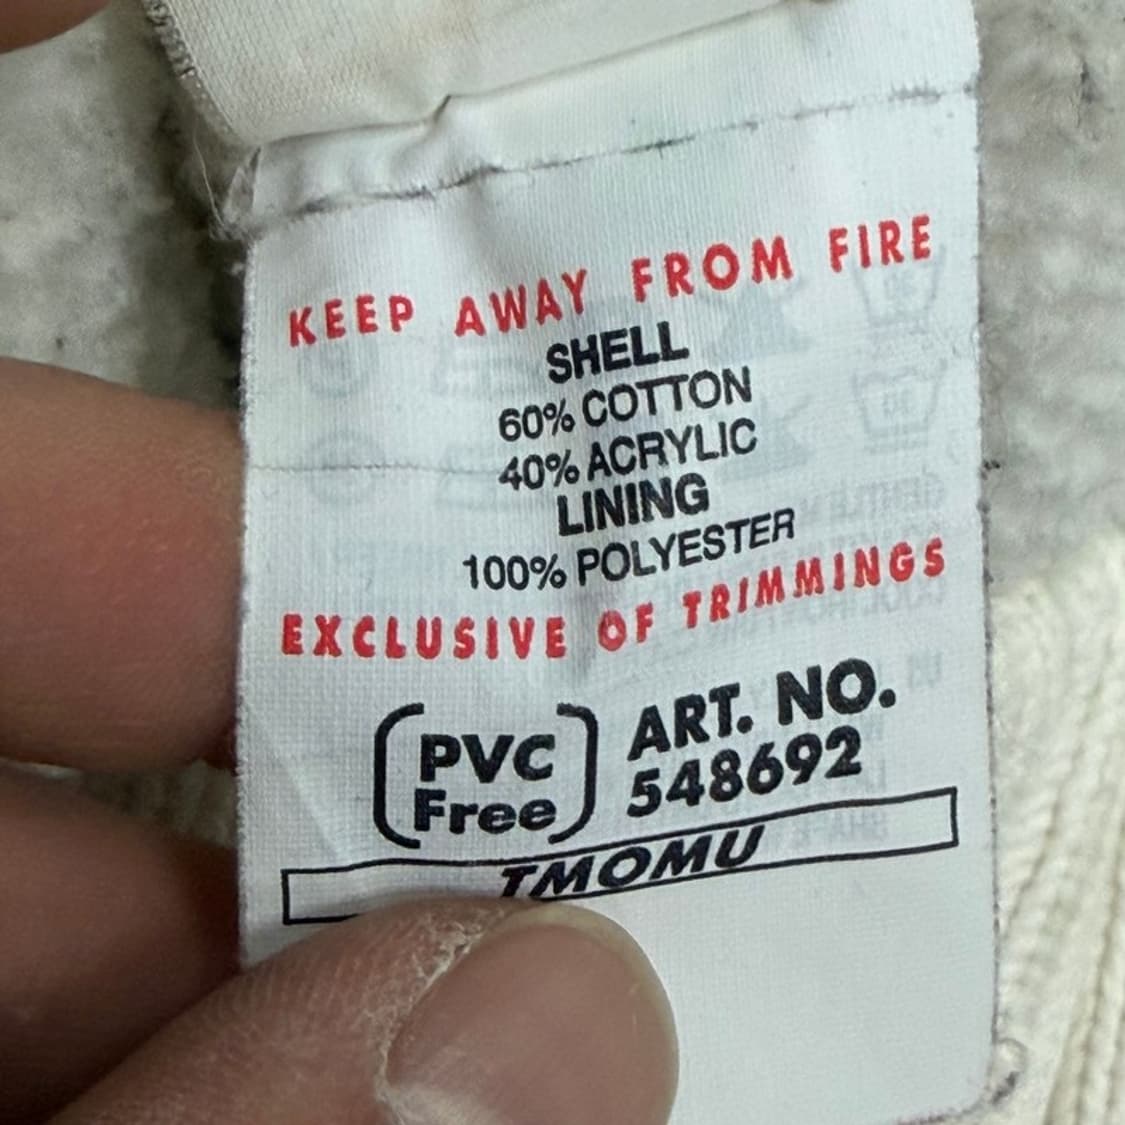 KEEP AWAY FROM FIRE
SHELL
60% COTTON
40% ACRYLIC
LINING
100% POLYESTER
EXCLUSIVE OF TRIMMINGS
PVC Free
ART. NO. 548692
TMOMU